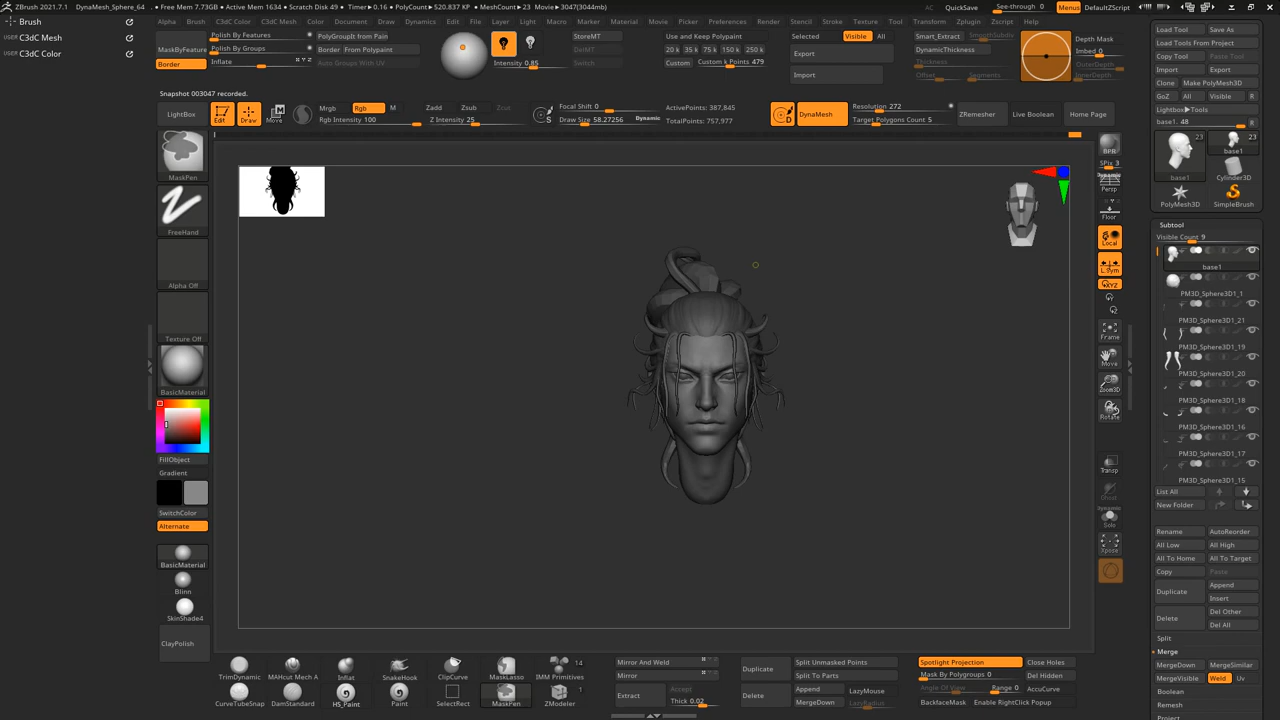 ZBrush 2021.7.1 DynaMesh_Sphere_64 • Free Mem 7.73GB • Active Mem 1634 • Scratch Disk 49 • Timer▶0.16 • PolyCount▶520.837 KP • MeshCount▶23 Movie▶3047(3044mb) AC QuickSave See-through 0 Menus DefaultZScript
Brush
Alpha Brush C3dC Color C3dC Mesh Color Document Draw Dynamics Edit File Layer Light Macro Marker Material Movie Picker Preferences Render Stencil Stroke Texture Tool Transform Zplugin Zscript Help
USER C3dC Mesh
USER C3dC Color
MaskByFeature
Border
Polish By Features
Polish By Groups
Inflate
PolyGroupIt from Pain
Border From Polypaint
Auto Groups With UV
Intensity 0.85
StoreMT
DelMT
Switch
Use and Keep Polypaint
20 k 35 k 75 k 150 k 250 k
Custom Custom k Points 479
Selected Visible All
Export
Import
Smart_Extract SmoothSubdiv
DynamicThickness
Thickness
Offset Segments
Depth Mask
Imbed 0
OuterDepth
InnerDepth
Load Tool Save As
Load Tools From Project
Copy Tool Paste Tool
Import Export
Clone Make PolyMesh3D
GoZ All Visible R
Lightbox▶Tools
base1. 48 R
Snapshot 003047 recorded.
LightBox
Edit Draw Move
Mrgb Rgb M
Rgb Intensity 100
Zadd Zsub Zcut
Z Intensity 25
S
Focal Shift 0
Draw Size 58.27256 Dynamic
ActivePoints: 387,845
TotalPoints: 757,977
D
DynaMesh
Resolution 272
Target Polygons Count 5
ZRemesher
Live Boolean
Home Page
MaskPen
FreeHand
Alpha Off
Texture Off
BasicMaterial
FillObject
Gradient
SwitchColor
Alternate
BasicMaterial
Blinn
SkinShade4
ClayPolish
BPR
SPix 3
Dynamic
Persp
Floor
Local
L.Sym
XYZ
Frame
Move
Zoom3D
Rotate
Transp
Ghost
Dynamic
Solo
Xpose
23 23
base1 base1
Cylinder3D
PolyMesh3D SimpleBrush
Subtool
Visible Count 9
base1
PM3D_Sphere3D1_1
PM3D_Sphere3D1_21
PM3D_Sphere3D1_19
PM3D_Sphere3D1_20
PM3D_Sphere3D1_18
PM3D_Sphere3D1_16
PM3D_Sphere3D1_17
PM3D_Sphere3D1_15
List All
New Folder
Rename AutoReorder
All Low All High
All To Home All To Target
Copy Paste
Duplicate Append
Insert
Delete Del Other
Del All
Split
Merge
MergeDown MergeSimilar
MergeVisible Weld Uv
Boolean
Remesh
Project
TrimDynamic MAHcut Mech A Inflat SnakeHook ClipCurve MaskLasso IMM Primitives 14
CurveTubeSnap DamStandard HS_Paint Paint SelectRect MaskPen ZModeler 1
Mirror And Weld
Mirror
Extract Accept
Thick 0.02
Duplicate
Delete
Split Unmasked Points
Split To Parts
Append LazyMouse
MergeDown LazyRadius
Spotlight Projection Close Holes
Mask By Polygroups 0 Del Hidden
Angle Of View Range 0 AccuCurve
BackfaceMask Enable RightClick Popup